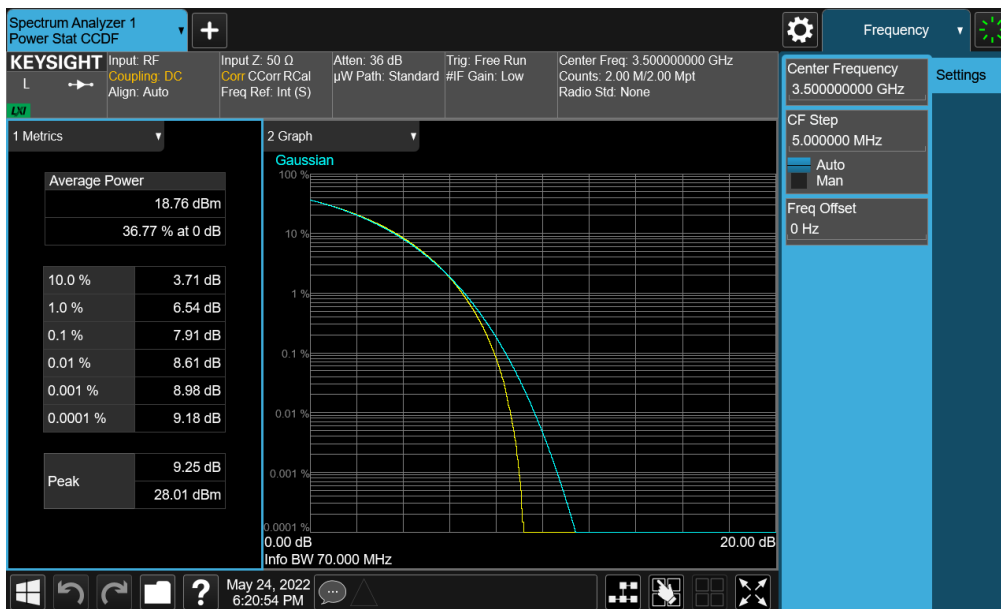 Spectrum Analyzer 1
Power Stat CCDF
+
Frequency
KEYSIGHT
L
LXI
Input: RF
Coupling: DC
Align: Auto
Input Z: 50 Ω
Corr CCorr RCal
Freq Ref: Int (S)
Atten: 36 dB
µW Path: Standard
Trig: Free Run
#IF Gain: Low
Center Freq: 3.500000000 GHz
Counts: 2.00 M/2.00 Mpt
Radio Std: None
Center Frequency
3.500000000 GHz
Settings
CF Step
5.000000 MHz
Auto
Man
Freq Offset
0 Hz
1 Metrics
Average Power
18.76 dBm
36.77 % at 0 dB
10.0 % 3.71 dB
1.0 % 6.54 dB
0.1 % 7.91 dB
0.01 % 8.61 dB
0.001 % 8.98 dB
0.0001 % 9.18 dB
Peak
9.25 dB
28.01 dBm
2 Graph
Gaussian
100 %
10 %
1 %
0.1 %
0.01 %
0.001 %
0.0001 %
0.00 dB 20.00 dB
Info BW 70.000 MHz
?
May 24, 2022
6:20:54 PM